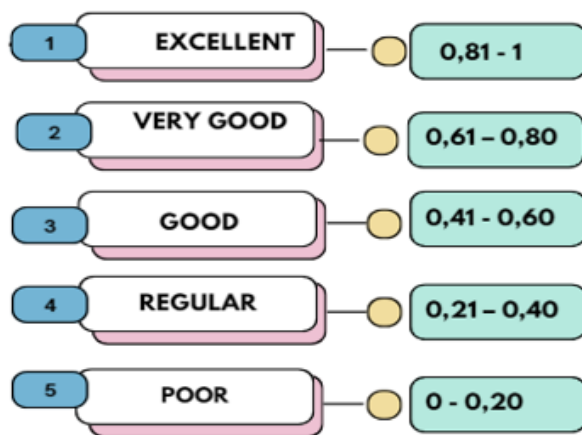 1 EXCELLENT 0,81 - 1
2 VERY GOOD 0,61 – 0,80
3 GOOD 0,41 - 0,60
4 REGULAR 0,21 – 0,40
5 POOR 0 - 0,20